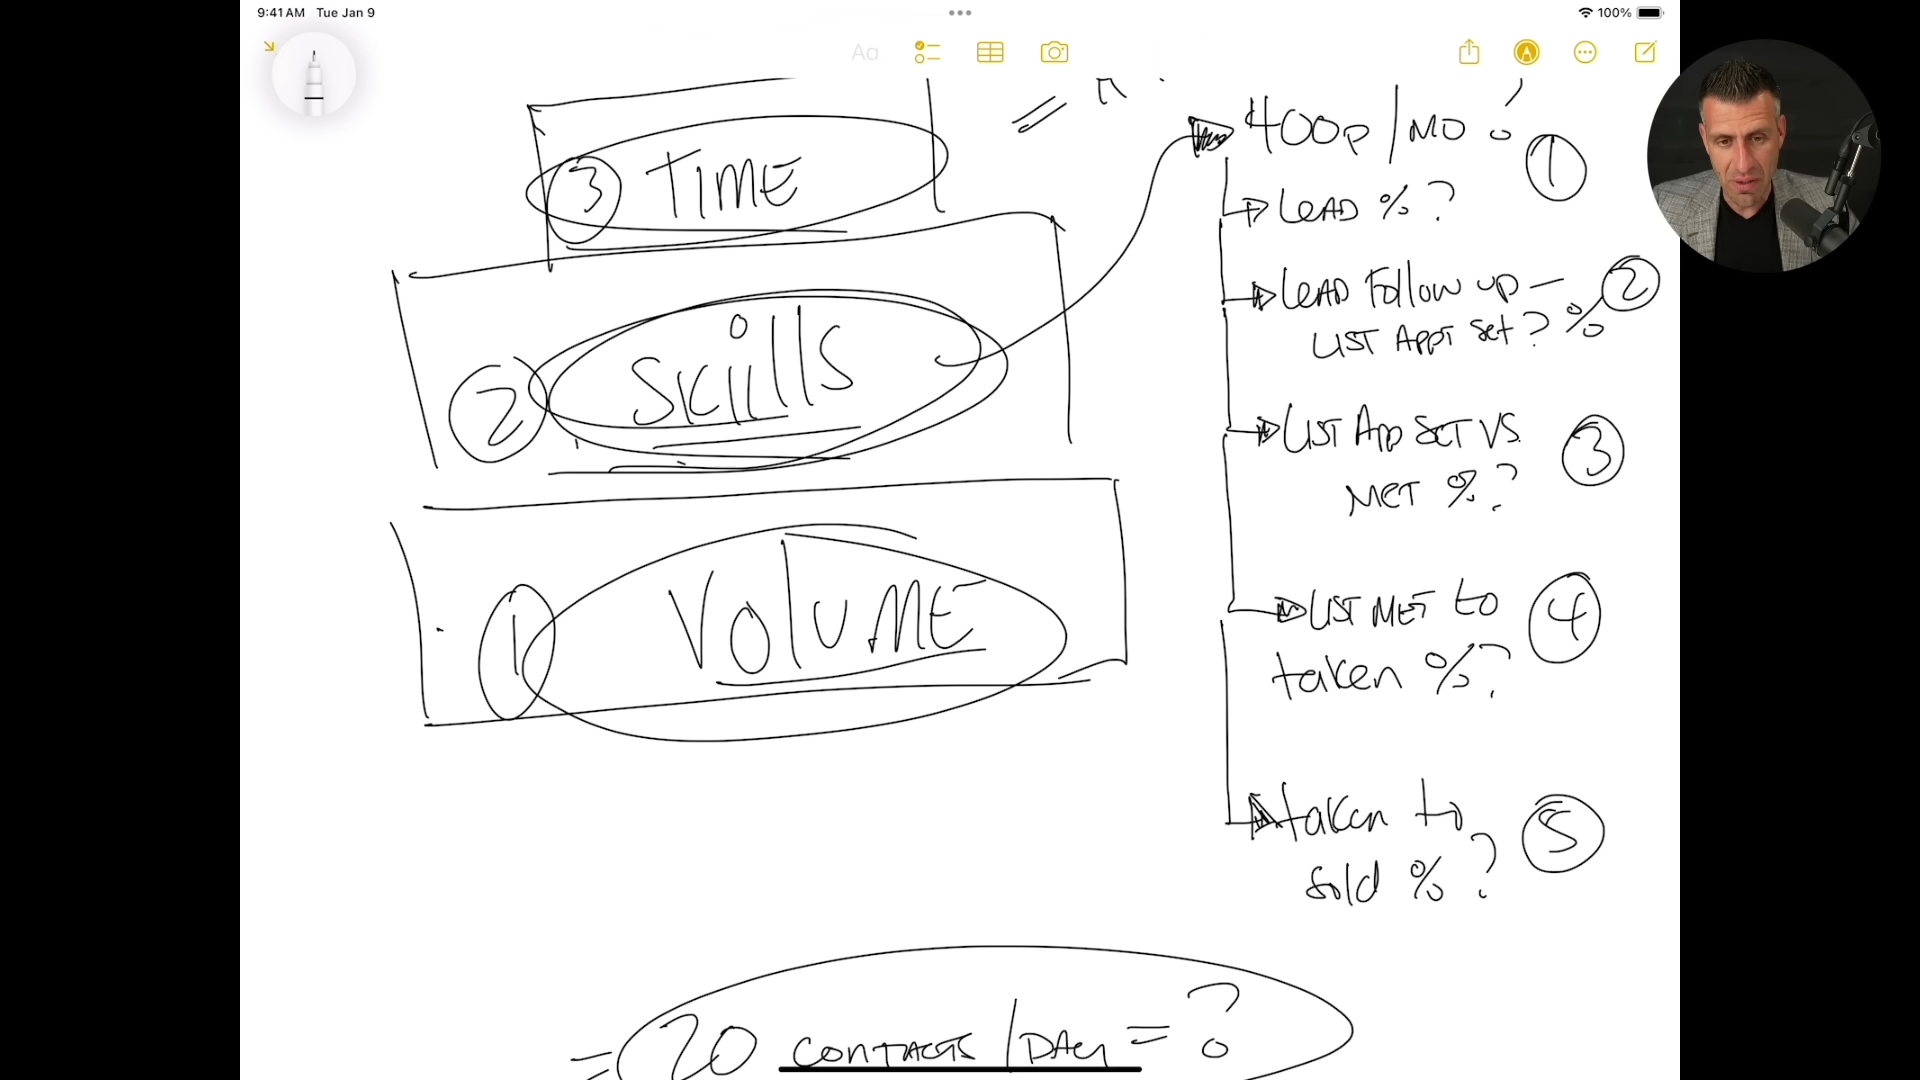 9:41 AM Tue Jan 9
100%
Aa
3 TIME
2 SKILLS
1 VOLUME
= 20 CONTACTS/DAY = ?
400p/MO ? 1
LEAD % ?
LEAD Follow up - 2
LIST APPT Set? %
LIST App SET VS. 3
MET % ?
LIST MET to 4
taken % ?
taken to 5
sold % ?